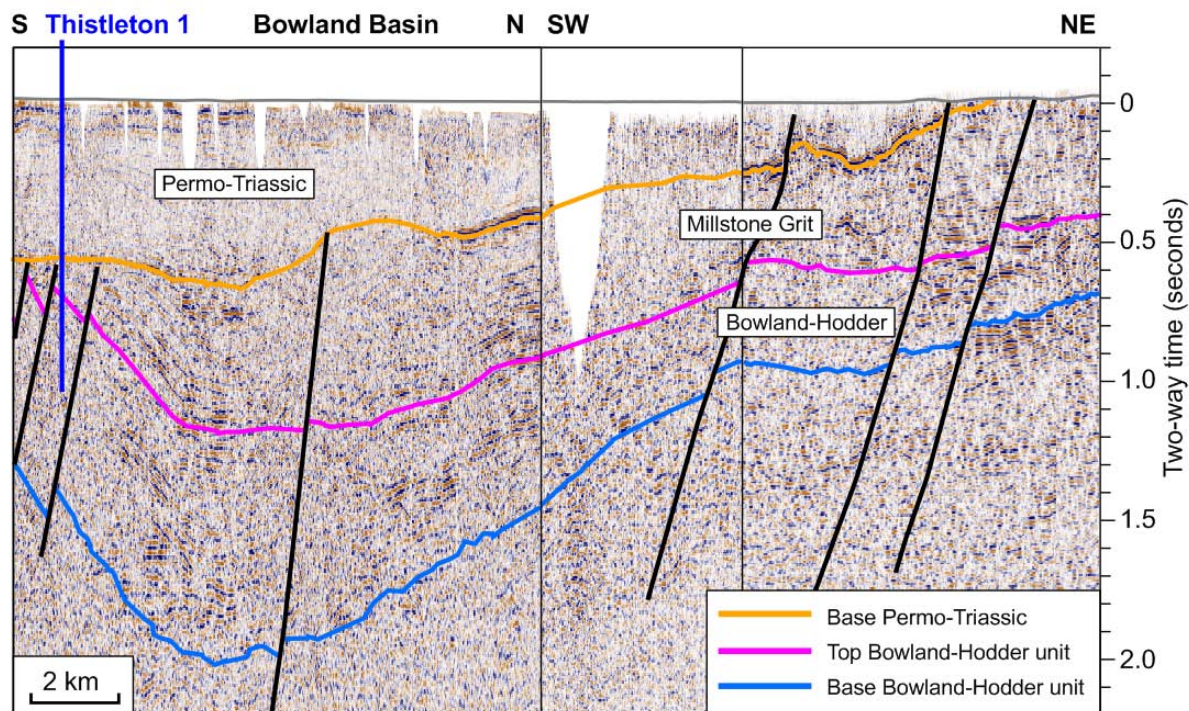 S Thistleton 1 Bowland Basin N SW NE
0
Permo-Triassic
Millstone Grit
0.5
Bowland-Hodder
1.0
Two-way time (seconds)
1.5
Base Permo-Triassic
Top Bowland-Hodder unit
2.0
2 km
Base Bowland-Hodder unit